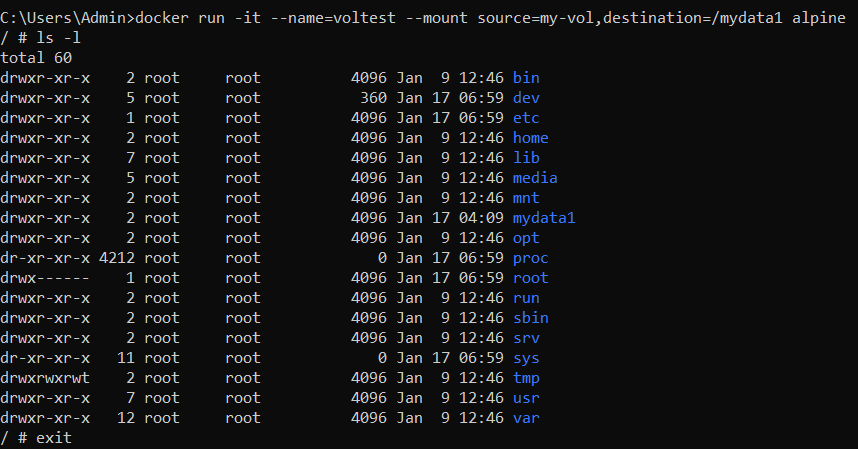 C:\Users\Admin>docker run -it --name=voltest --mount source=my-vol,destination=/mydata1 alpine
/ # ls -l
total 60
drwxr-xr-x    2 root     root          4096 Jan  9 12:46 bin
drwxr-xr-x    5 root     root           360 Jan 17 06:59 dev
drwxr-xr-x    1 root     root          4096 Jan 17 06:59 etc
drwxr-xr-x    2 root     root          4096 Jan  9 12:46 home
drwxr-xr-x    7 root     root          4096 Jan  9 12:46 lib
drwxr-xr-x    5 root     root          4096 Jan  9 12:46 media
drwxr-xr-x    2 root     root          4096 Jan  9 12:46 mnt
drwxr-xr-x    2 root     root          4096 Jan 17 04:09 mydata1
drwxr-xr-x    2 root     root          4096 Jan  9 12:46 opt
dr-xr-xr-x 4212 root     root             0 Jan 17 06:59 proc
drwx------    1 root     root          4096 Jan 17 06:59 root
drwxr-xr-x    2 root     root          4096 Jan  9 12:46 run
drwxr-xr-x    2 root     root          4096 Jan  9 12:46 sbin
drwxr-xr-x    2 root     root          4096 Jan  9 12:46 srv
dr-xr-xr-x   11 root     root             0 Jan 17 06:59 sys
drwxrwxrwt    2 root     root          4096 Jan  9 12:46 tmp
drwxr-xr-x    7 root     root          4096 Jan  9 12:46 usr
drwxr-xr-x   12 root     root          4096 Jan  9 12:46 var
/ # exit